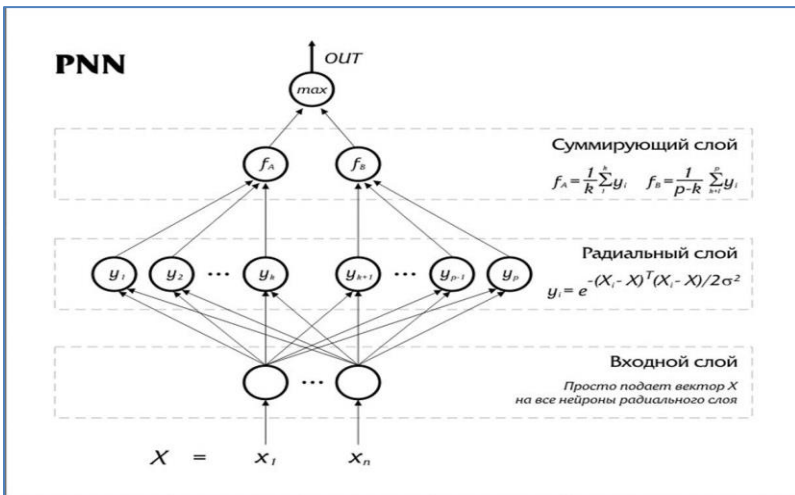 PNN
OUT
max
Суммирующий слой
f_A f_B
f_A = 1/k ∑_1^k y_i f_B = 1/(p-k) ∑_{k+1}^p y_i
Радиальный слой
y_1 y_2 ... y_k y_{k+1} ... y_{p-1} y_p
y_i = e^{-(X_i - X)^T (X_i - X)/2σ^2}
Входной слой
...
Просто подает вектор X
на все нейроны радиального слоя
X = x_1 x_n